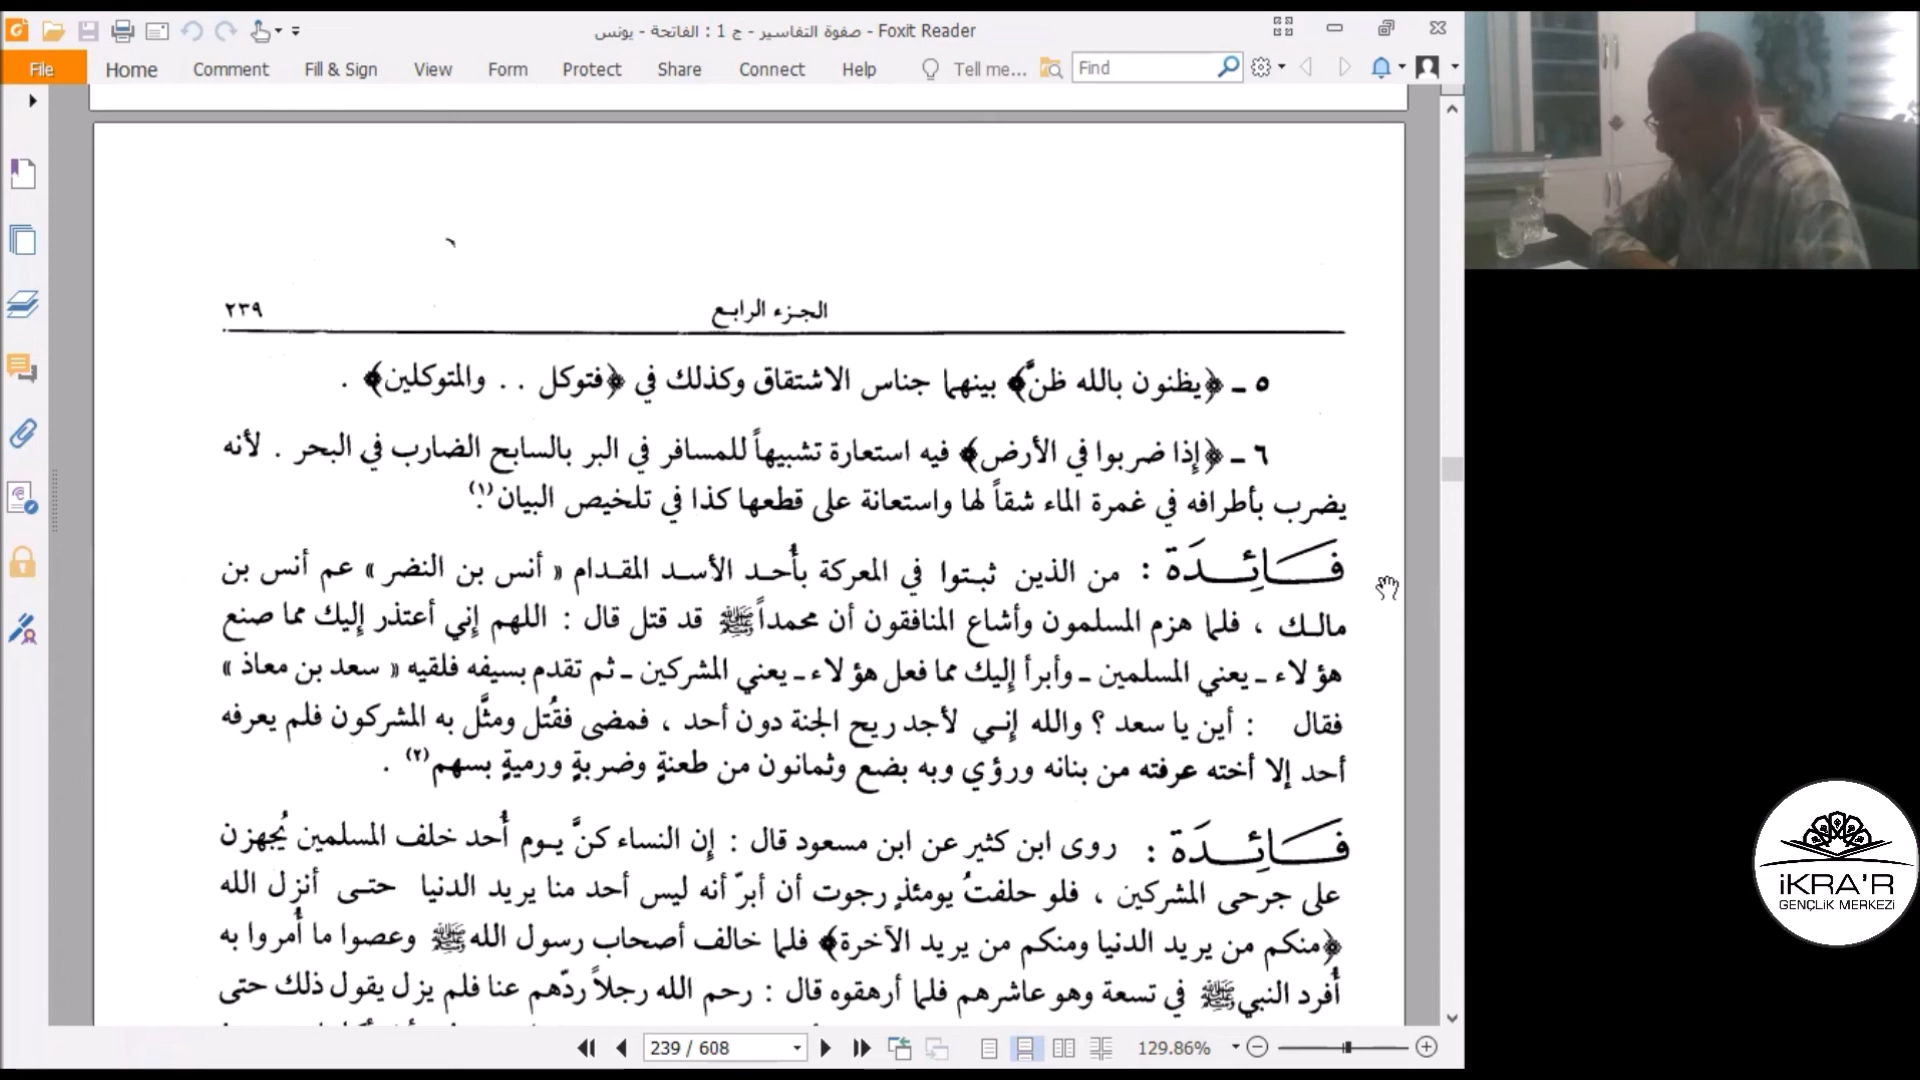 صفوة التفاسير - ج 1 : الفاتحة - يونس - Foxit Reader
File Home Comment Fill & Sign View Form Protect Share Connect Help Tell me... Find
الجزء الرابع ٢٣٩
٥ - ﴿يظنون بالله ظنَّ﴾ بينهما جناس الاشتقاق وكذلك في ﴿فتوكل . . والمتوكلين﴾ .
٦ - ﴿إذا ضربوا في الأرض﴾ فيه استعارة تشبيهاً للمسافر في البر بالسابح الضارب في البحر . لأنه
يضرب بأطرافه في غمرة الماء شقاً لها واستعانة على قطعها كذا في تلخيص البيان(١).
فَائِدَة : من الذين ثبتوا في المعركة بأُحد الأسد المقدام « أنس بن النضر » عم أنس بن
مالك ، فلما هزم المسلمون وأشاع المنافقون أن محمداً ﷺ قد قتل قال : اللهم إني أعتذر إليك مما صنع
هؤلاء - يعني المسلمين - وأبرأ إليك مما فعل هؤلاء - يعني المشركين - ثم تقدم بسيفه فلقيه « سعد بن معاذ »
فقال : أين يا سعد ؟ والله إني لأجد ريح الجنة دون أحد ، فمضى فقُتل ومثَّل به المشركون فلم يعرفه
أحد إلا أخته عرفته من بنانه ورؤي وبه بضع وثمانون من طعنةٍ وضربةٍ ورميةٍ بسهم(٢) .
فَائِدَة : روى ابن كثير عن ابن مسعود قال : إن النساء كنَّ يوم أُحد خلف المسلمين يُجهزن
على جرحى المشركين ، فلو حلفتُ يومئذٍ رجوت أن أبرّ أنه ليس أحد منا يريد الدنيا حتى أنزل الله
﴿منكم من يريد الدنيا ومنكم من يريد الآخرة﴾ فلما خالف أصحاب رسول الله ﷺ وعصوا ما أُمروا به
أُفرد النبي ﷺ في تسعة وهو عاشرهم فلما أرهقوه قال : رحم الله رجلاً ردّهم عنا فلم يزل يقول ذلك حتى
239 / 608 129.86%
iKRA'R
GENÇLiK MERKEZi